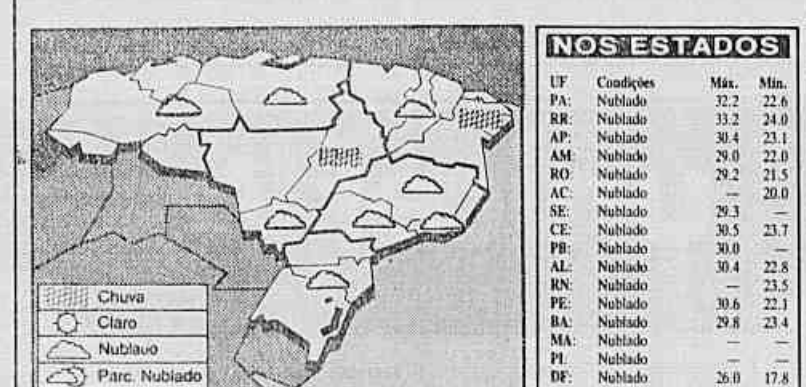 NOS ESTADOS
UF Condições Máx. Mín.
PA: Nublado 32.2 22.6
RR: Nublado 33.2 24.0
AP: Nublado 30.4 23.1
AM: Nublado 29.0 22.0
RO: Nublado 29.2 21.5
AC: Nublado — 20.0
SE: Nublado 29.3 —
CE: Nublado 30.5 23.7
PB: Nublado 30.0 —
AL: Nublado 30.4 22.8
RN: Nublado — 23.5
PE: Nublado 30.6 22.1
BA: Nublado 29.8 23.4
MA: Nublado — —
PI. Nublado — —
DF: Nublado 26.0 17.8
Chuva
Claro
Nublado
Parc. Nublado